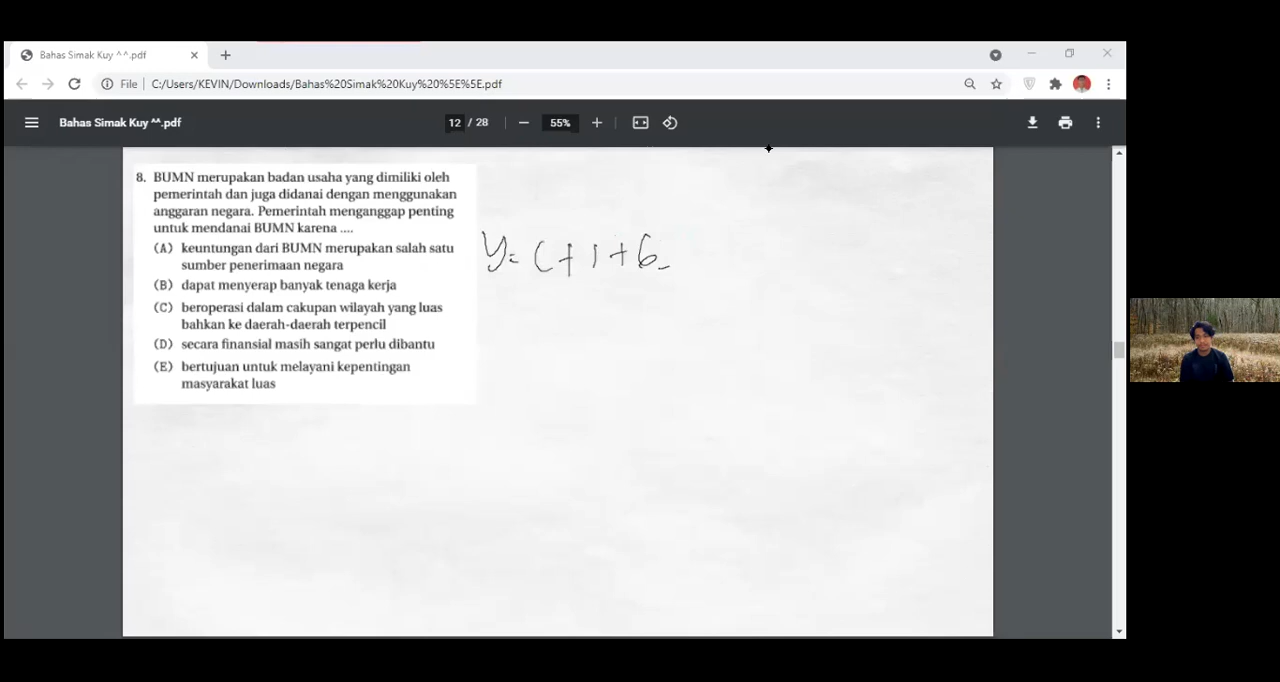 Bahas Simak Kuy ^^.pdf
File
C:/Users/KEVIN/Downloads/Bahas%20Simak%20Kuy%20%5E%5E.pdf
Bahas Simak Kuy ^^.pdf
12 / 28
55%
8. BUMN merupakan badan usaha yang dimiliki oleh
pemerintah dan juga didanai dengan menggunakan
anggaran negara. Pemerintah menganggap penting
untuk mendanai BUMN karena ....
(A) keuntungan dari BUMN merupakan salah satu
sumber penerimaan negara
(B) dapat menyerap banyak tenaga kerja
(C) beroperasi dalam cakupan wilayah yang luas
bahkan ke daerah-daerah terpencil
(D) secara finansial masih sangat perlu dibantu
(E) bertujuan untuk melayani kepentingan
masyarakat luas
Y = C + I + G